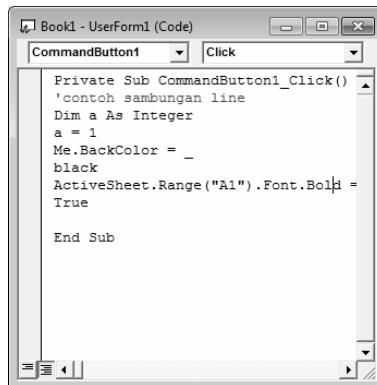 Book1 - UserForm1 (Code)
CommandButton1 Click
Private Sub CommandButton1_Click()
'contoh sambungan line
Dim a As Integer
a = 1
Me.BackColor = _
black
ActiveSheet.Range("A1").Font.Bold =
True
End Sub